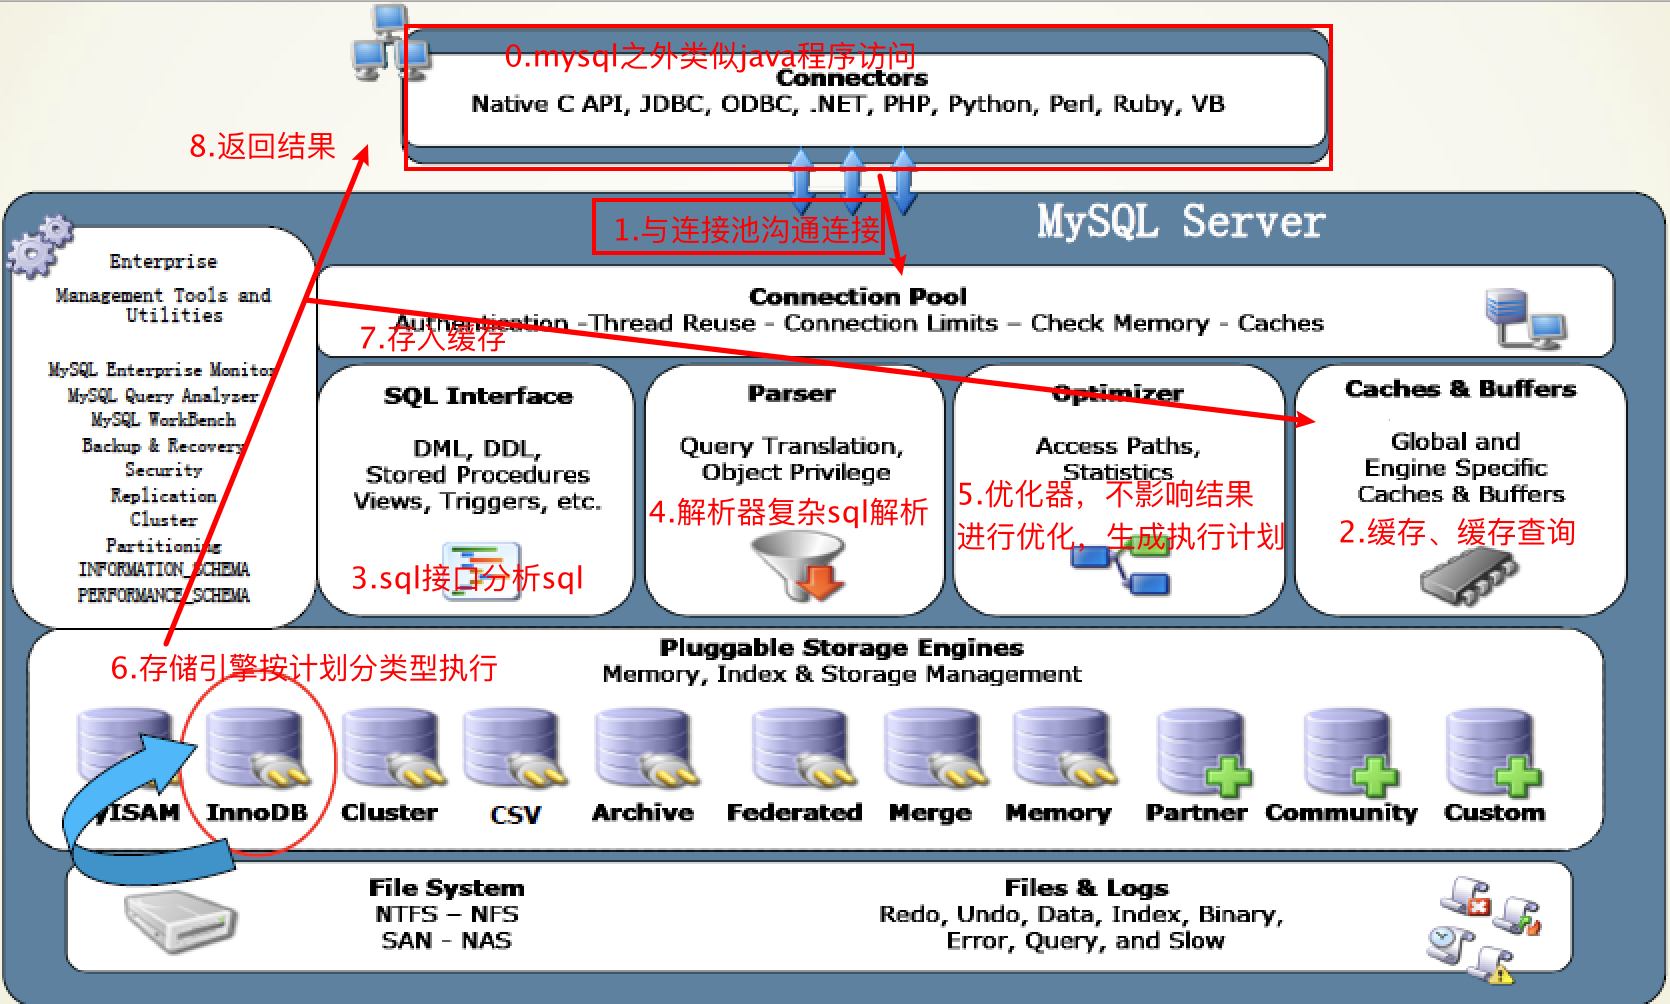 0.mysql之外类似java程序访问
Connectors
Native C API, JDBC, ODBC, .NET, PHP, Python, Perl, Ruby, VB
8.返回结果
1.与连接池沟通连接
MySQL Server
Enterprise
Management Tools and
Utilities
MySQL Enterprise Monitor
MySQL Query Analyzer
MySQL WorkBench
Backup & Recovery
Security
Replication
Cluster
Partitioning
INFORMATION_SCHEMA
PERFORMANCE_SCHEMA
Connection Pool
Authentication -Thread Reuse - Connection Limits – Check Memory - Caches
7.存入缓存
SQL Interface
DML, DDL,
Stored Procedures
Views, Triggers, etc.
3.sql接口分析sql
Parser
Query Translation,
Object Privilege
4.解析器复杂sql解析
Optimizer
Access Paths,
Statistics
5.优化器，不影响结果
进行优化，生成执行计划
Caches & Buffers
Global and
Engine Specific
Caches & Buffers
2.缓存、缓存查询
Pluggable Storage Engines
Memory, Index & Storage Management
6.存储引擎按计划分类型执行
yISAM InnoDB Cluster CSV Archive Federated Merge Memory Partner Community Custom
File System
NTFS – NFS
SAN - NAS
Files & Logs
Redo, Undo, Data, Index, Binary,
Error, Query, and Slow